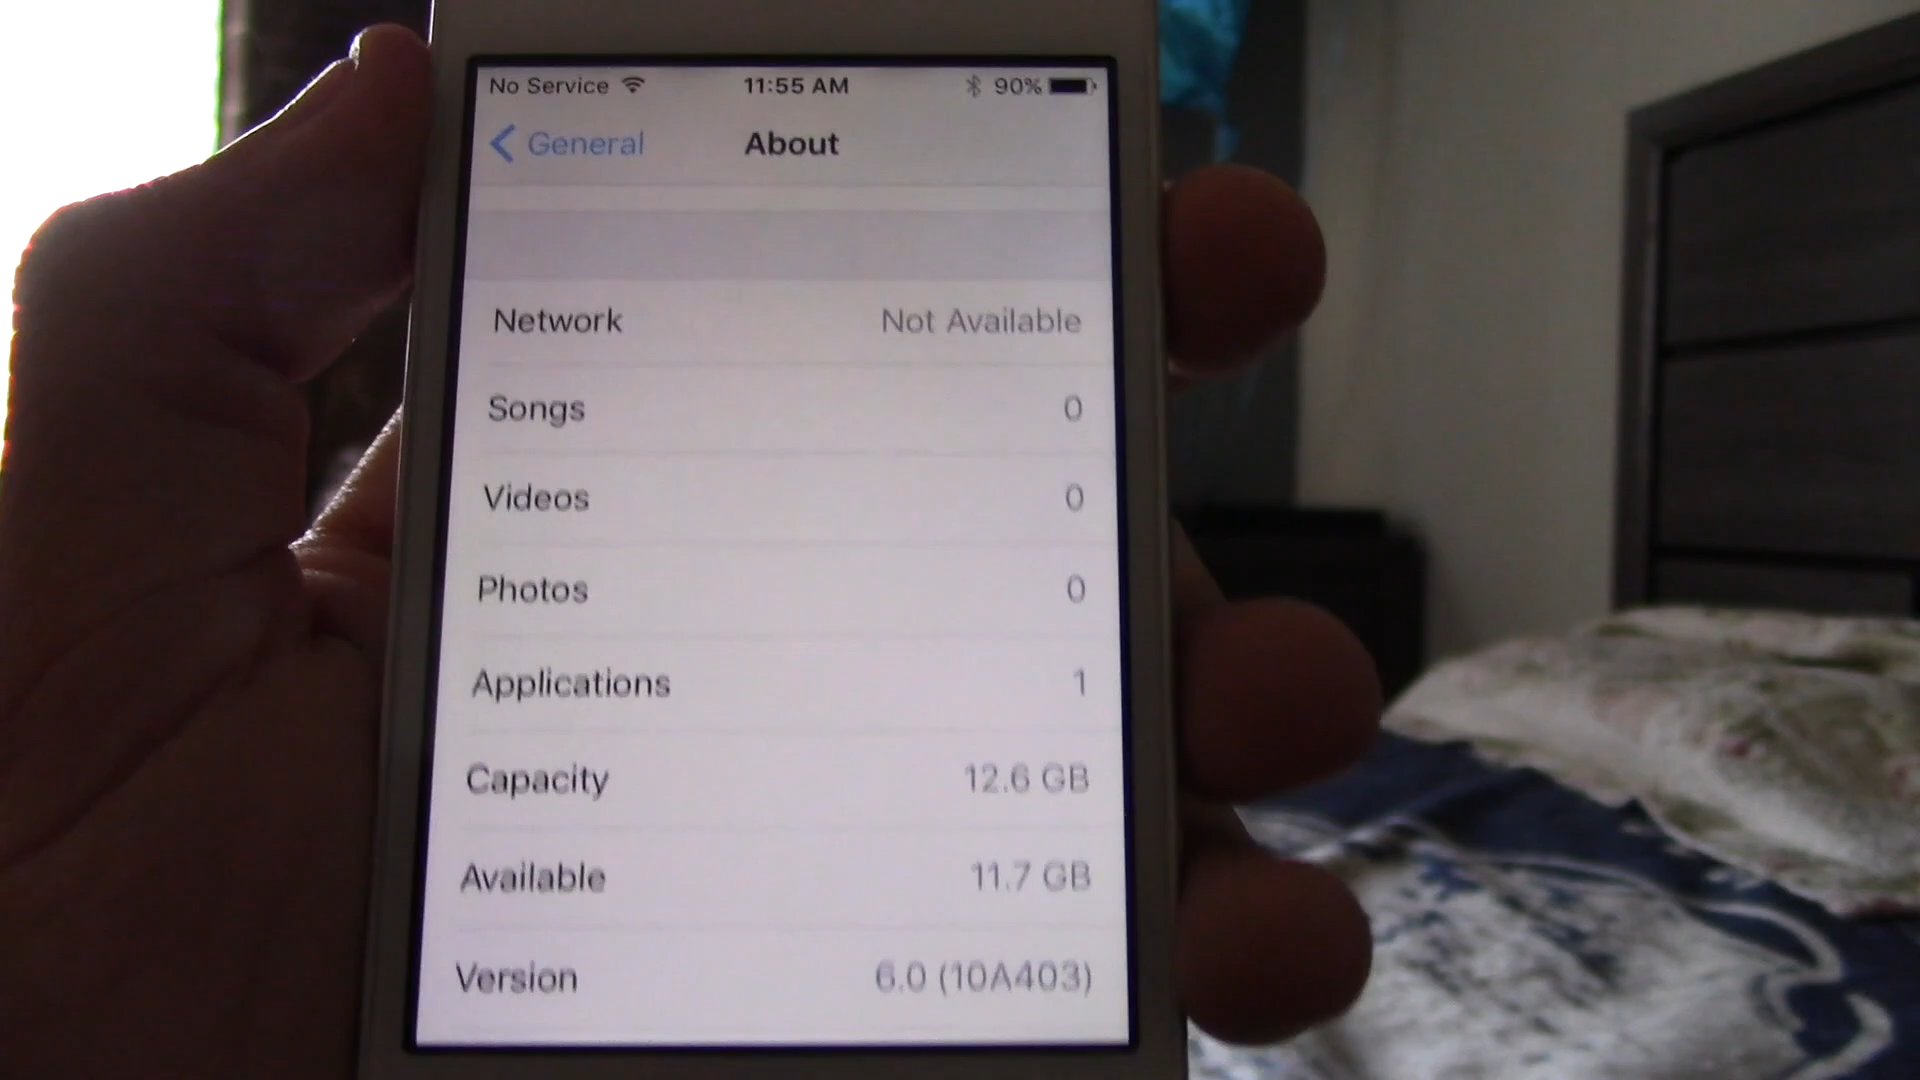 No Service 11:55 AM 90%
General About
Network Not Available
Songs 0
Videos 0
Photos 0
Applications 1
Capacity 12.6 GB
Available 11.7 GB
Version 6.0 (10A403)